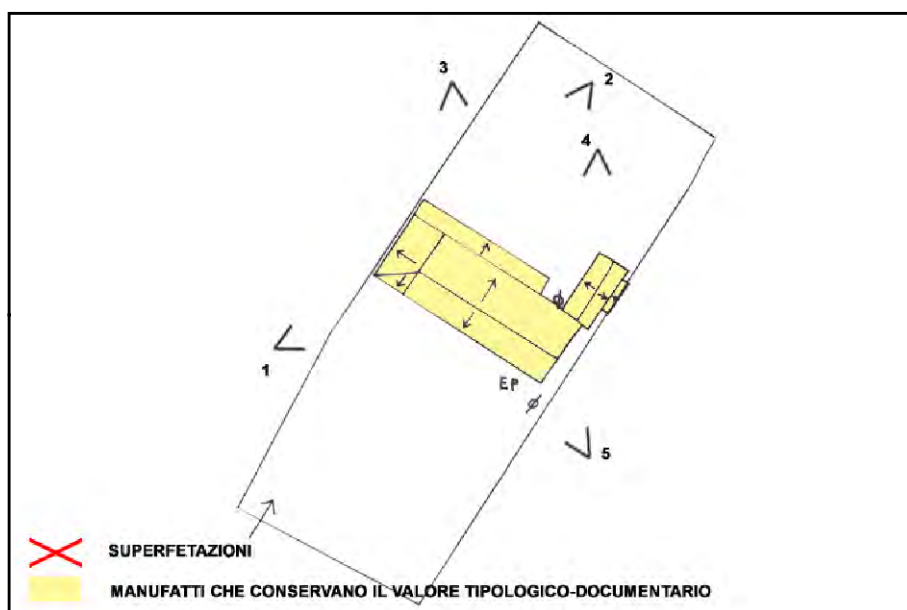 3
2
4
1
EP
5
SUPERFETAZIONI
MANUFATTI CHE CONSERVANO IL VALORE TIPOLOGICO-DOCUMENTARIO